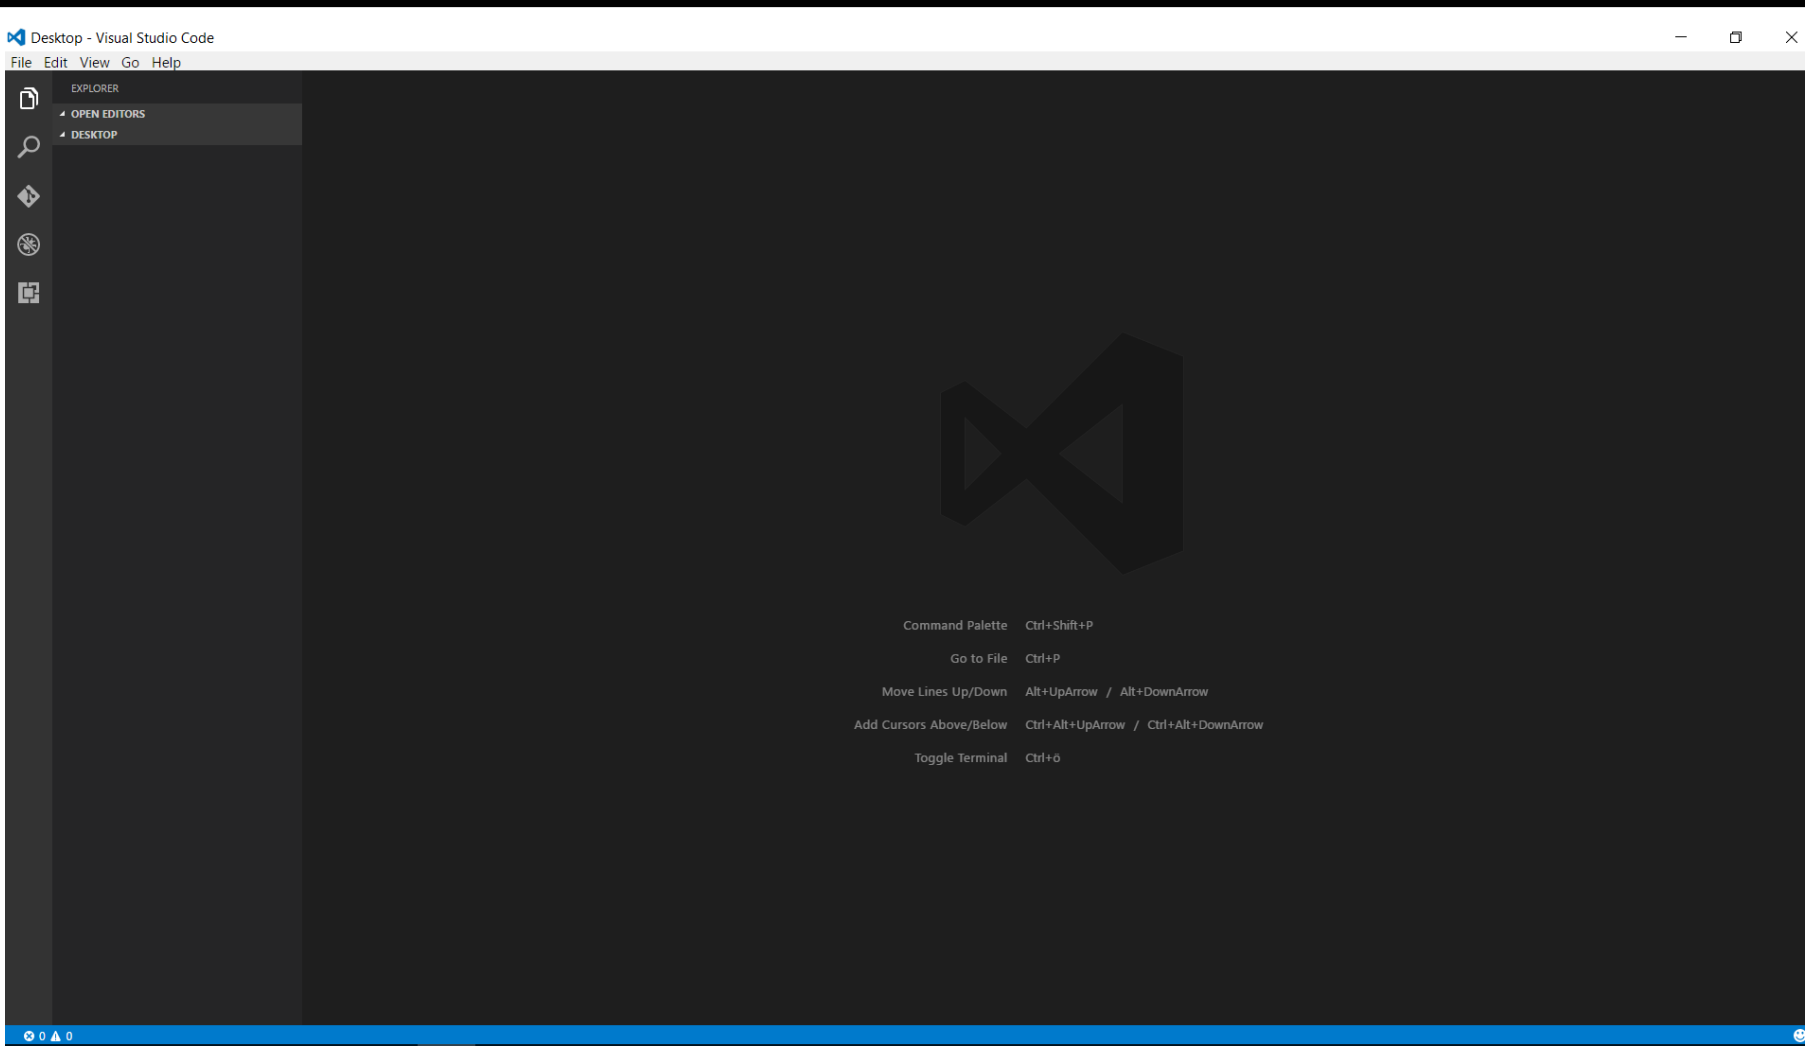 Desktop - Visual Studio Code
File Edit View Go Help
EXPLORER
OPEN EDITORS
DESKTOP
Command Palette Ctrl+Shift+P
Go to File Ctrl+P
Move Lines Up/Down Alt+UpArrow / Alt+DownArrow
Add Cursors Above/Below Ctrl+Alt+UpArrow / Ctrl+Alt+DownArrow
Toggle Terminal Ctrl+ö
0 0